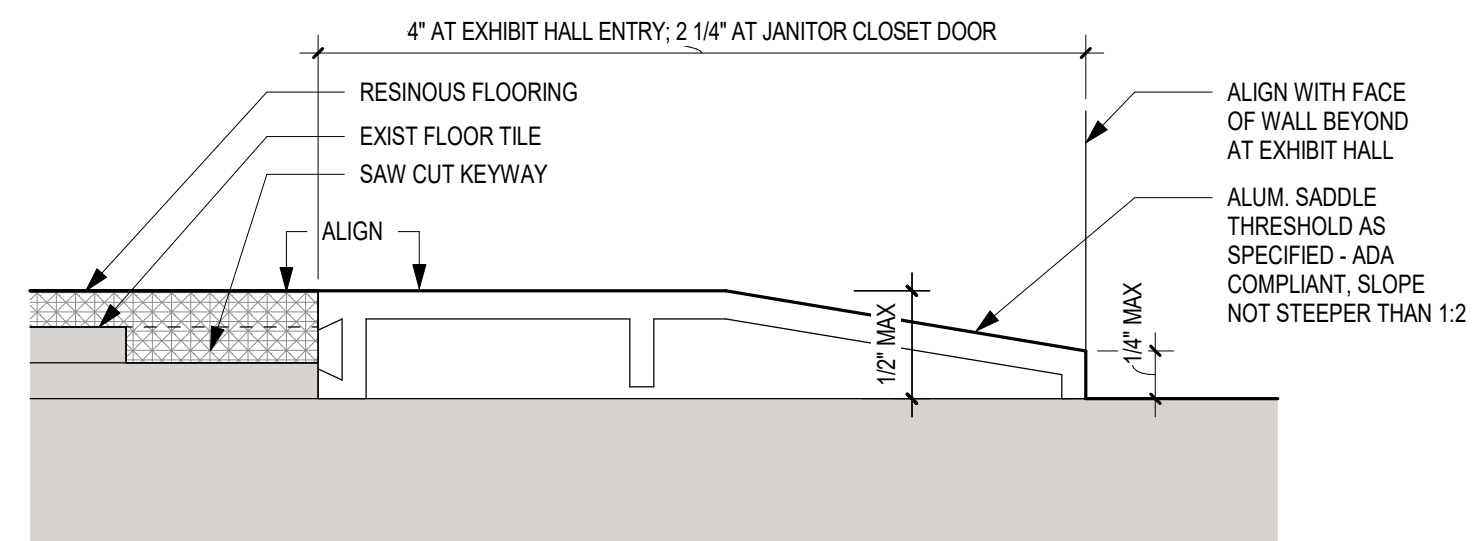 4" AT EXHIBIT HALL ENTRY; 2 1/4" AT JANITOR CLOSET DOOR
RESINOUS FLOORING
EXIST FLOOR TILE
SAW CUT KEYWAY
ALIGN
ALIGN WITH FACE
OF WALL BEYOND
AT EXHIBIT HALL
ALUM. SADDLE
THRESHOLD AS
SPECIFIED - ADA
COMPLIANT, SLOPE
NOT STEEPER THAN 1:2
1/2" MAX
1/4" MAX